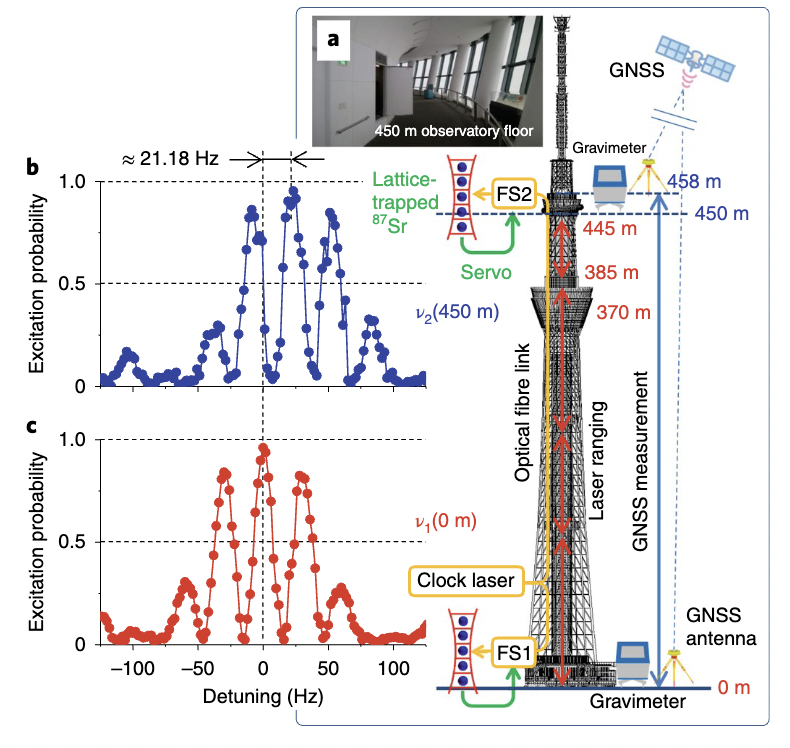 a
450 m observatory floor
GNSS
Gravimeter
458 m
450 m
Lattice-
trapped
⁸⁷Sr
FS2
Servo
445 m
385 m
370 m
Optical fibre link
Laser ranging
GNSS measurement
Clock laser
FS1
GNSS
antenna
0 m
Gravimeter
b
≈ 21.18 Hz
Excitation probability
1.0
0.5
0
ν₂(450 m)
c
Excitation probability
1.0
0.5
0
ν₁(0 m)
−100
−50
0
50
100
Detuning (Hz)